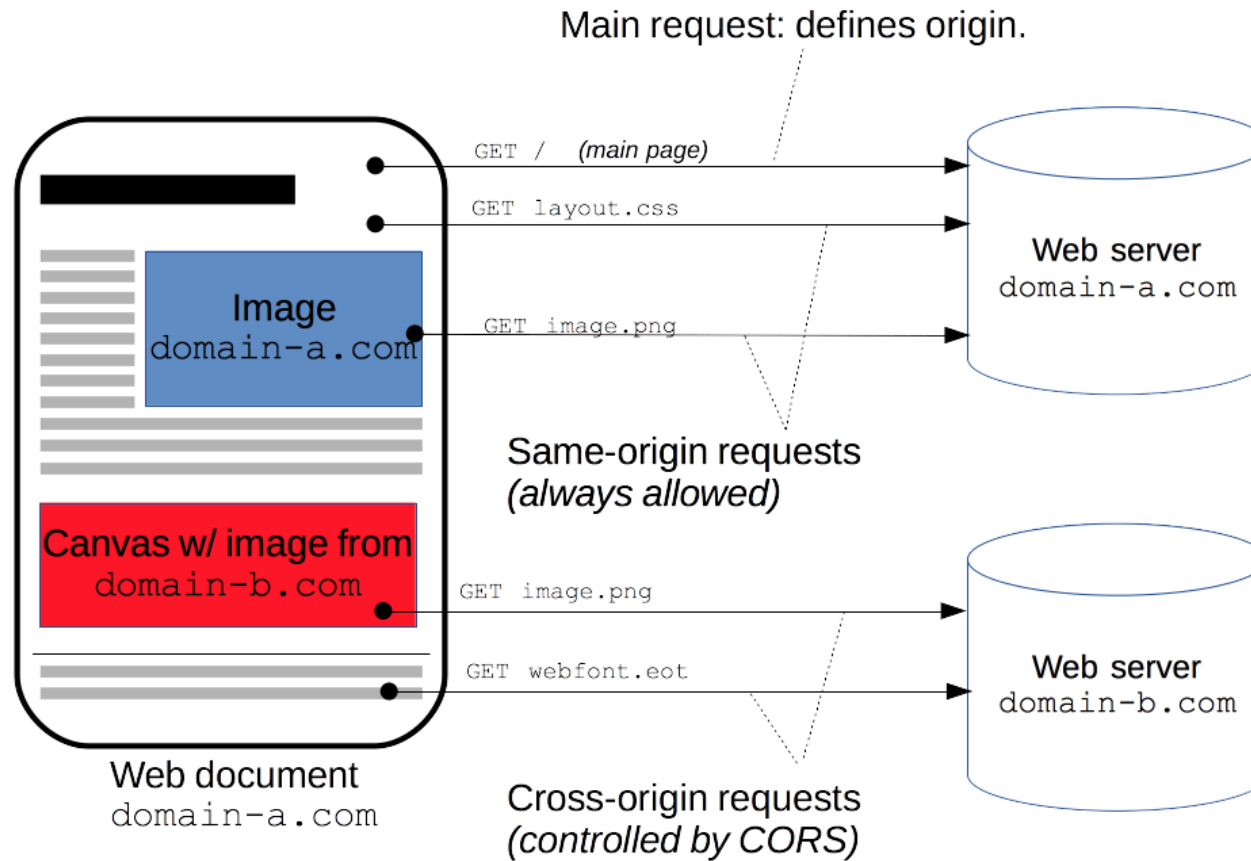 Main request: defines origin.
GET / (main page)
GET layout.css
Web server
domain-a.com
Image
domain-a.com
GET image.png
Same-origin requests
(always allowed)
Canvas w/ image from
domain-b.com
GET image.png
GET webfont.eot
Web server
domain-b.com
Web document
domain-a.com
Cross-origin requests
(controlled by CORS)